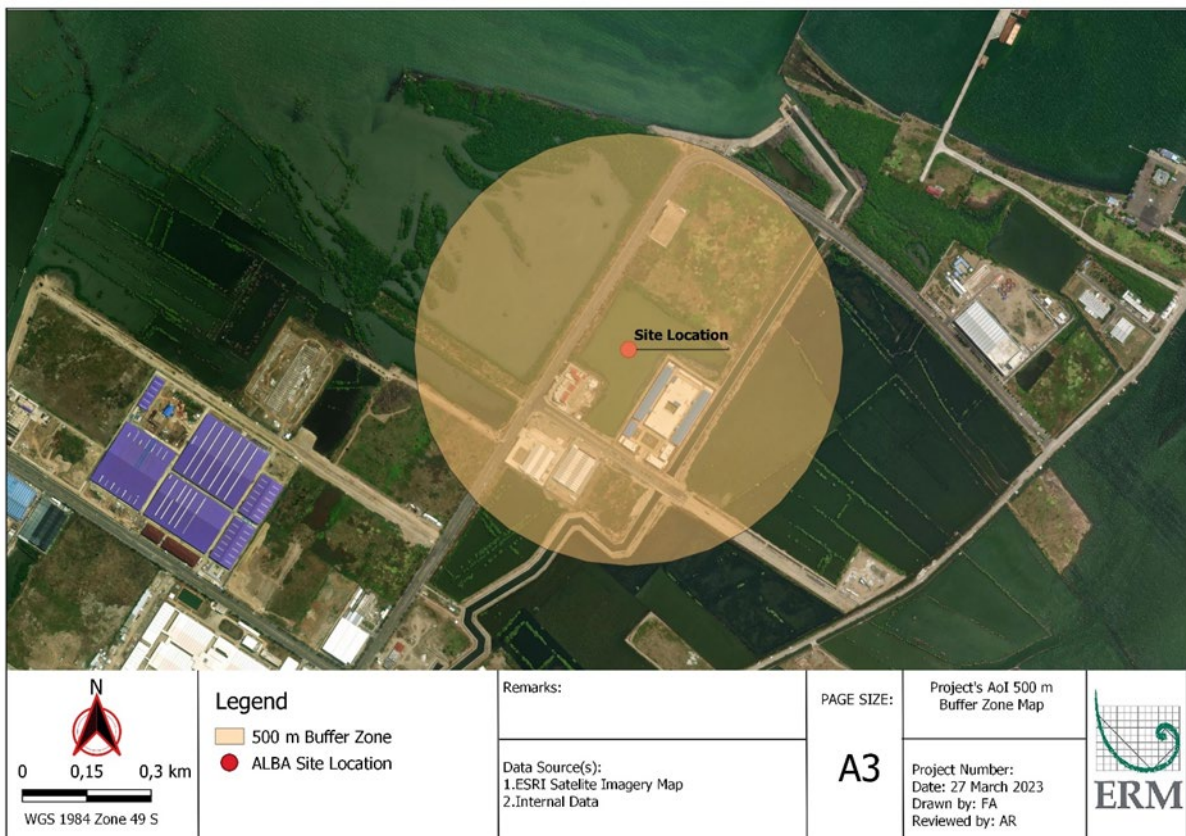 Site Location
N
0 0,15 0,3 km
WGS 1984 Zone 49 S
Legend
500 m Buffer Zone
ALBA Site Location
Remarks:
Data Source(s):
1.ESRI Satelite Imagery Map
2.Internal Data
PAGE SIZE:
A3
Project's AoI 500 m
Buffer Zone Map
Project Number:
Date: 27 March 2023
Drawn by: FA
Reviewed by: AR
ERM